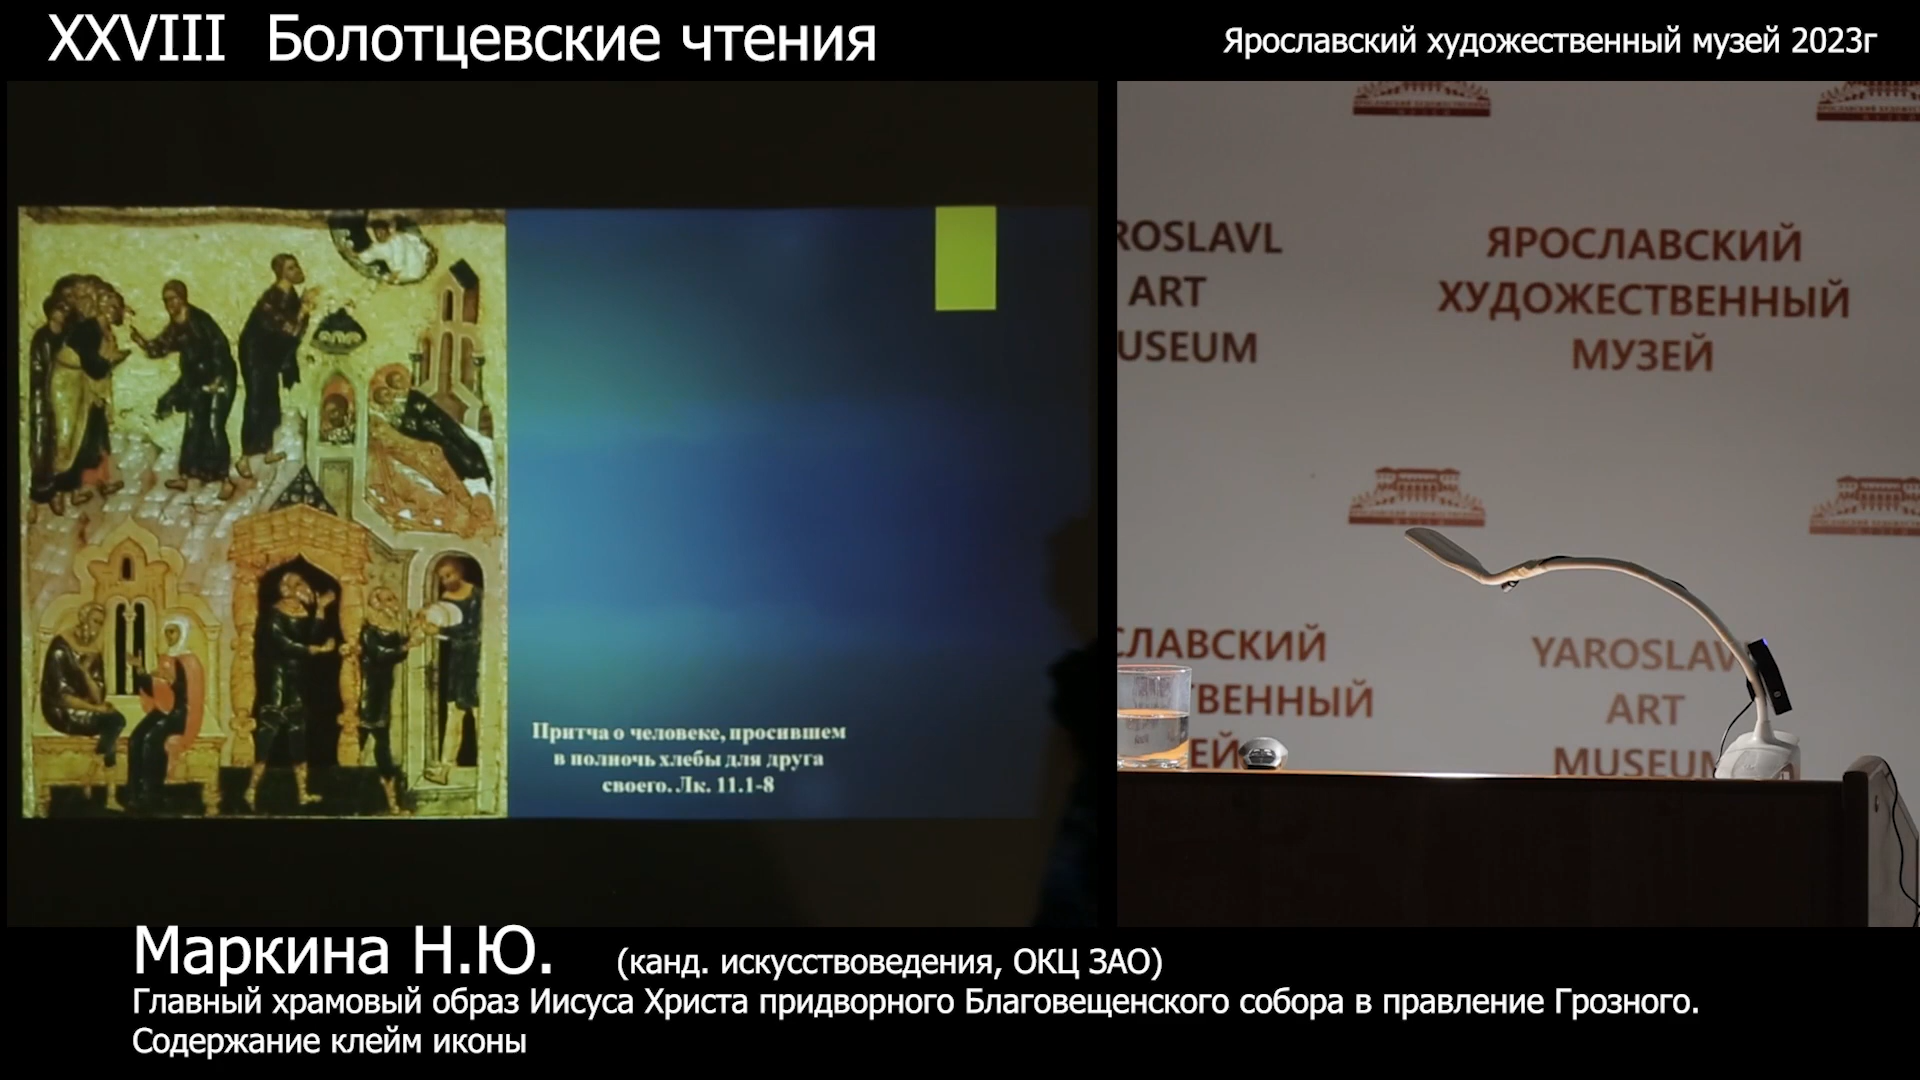 XXVIII Болотцевские чтения
Ярославский художественный музей 2023г
ROSLAVL
ART
USEUM
ЯРОСЛАВСКИЙ
ХУДОЖЕСТВЕННЫЙ
МУЗЕЙ
СЛАВСКИЙ
ТВЕННЫЙ
ЕЙ
YAROSLAV
ART
MUSEUM
Притча о человеке, просившем
в полночь хлебы для друга
своего. Лк. 11.1-8
Маркина Н.Ю. (канд. искусствоведения, ОКЦ ЗАО)
Главный храмовый образ Иисуса Христа придворного Благовещенского собора в правление Грозного.
Содержание клейм иконы